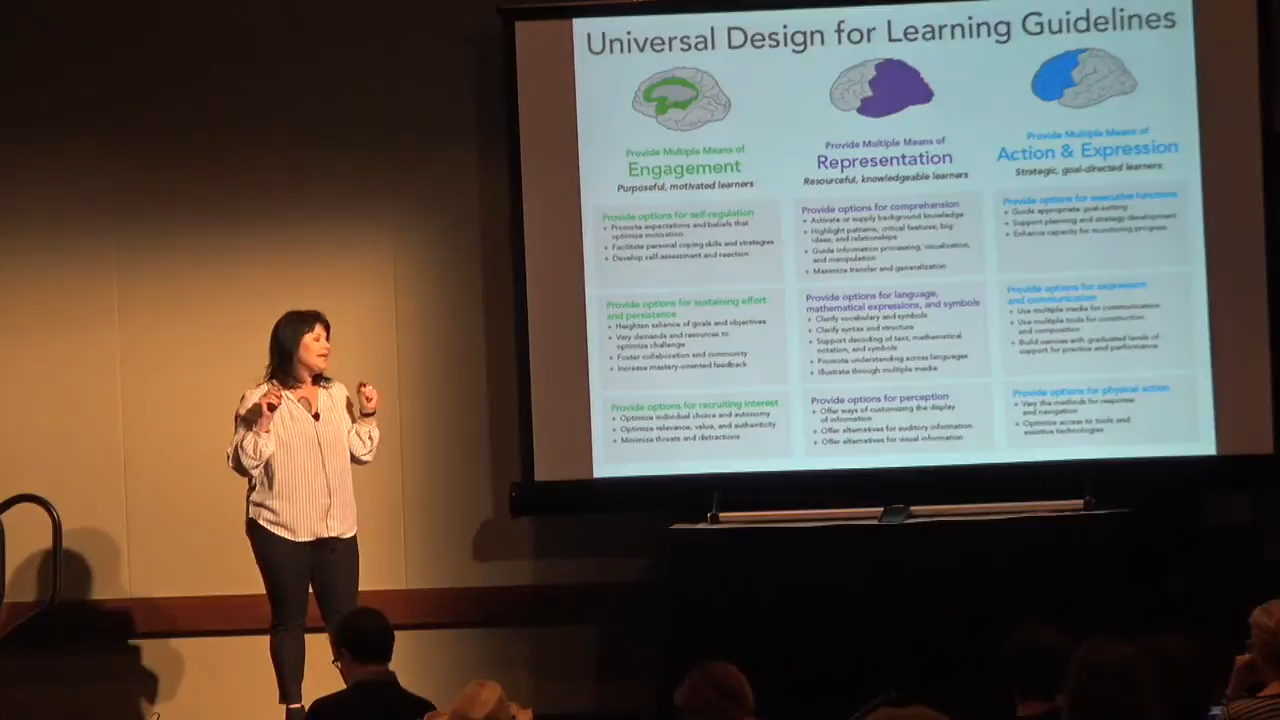 Universal Design for Learning Guidelines
Provide Multiple Means of
Engagement
Purposeful, motivated learners
Provide options for self-regulation
+ Promote expectations and beliefs that
optimize motivation
+ Facilitate personal coping skills and strategies
+ Develop self-assessment and reflection
Provide options for sustaining effort
and persistence
+ Heighten salience of goals and objectives
+ Vary demands and resources to
optimize challenge
+ Foster collaboration and community
+ Increase mastery-oriented feedback
Provide options for recruiting interest
+ Optimize individual choice and autonomy
+ Optimize relevance, value, and authenticity
+ Minimize threats and distractions
Provide Multiple Means of
Representation
Resourceful, knowledgeable learners
Provide options for comprehension
+ Activate or supply background knowledge
+ Highlight patterns, critical features, big
ideas, and relationships
+ Guide information processing, visualization,
and manipulation
+ Maximize transfer and generalization
Provide options for language,
mathematical expressions, and symbols
+ Clarify vocabulary and symbols
+ Clarify syntax and structure
+ Support decoding of text, mathematical
notation, and symbols
+ Promote understanding across languages
+ Illustrate through multiple media
Provide options for perception
+ Offer ways of customizing the display
of information
+ Offer alternatives for auditory information
+ Offer alternatives for visual information
Provide Multiple Means of
Action & Expression
Strategic, goal-directed learners
Provide options for executive functions
+ Guide appropriate goal-setting
+ Support planning and strategy development
+ Enhance capacity for monitoring progress
Provide options for expression
and communication
+ Use multiple media for communication
+ Use multiple tools for construction
and composition
+ Build fluencies with graduated levels of
support for practice and performance
Provide options for physical action
+ Vary the methods for response
and navigation
+ Optimize access to tools and
assistive technologies